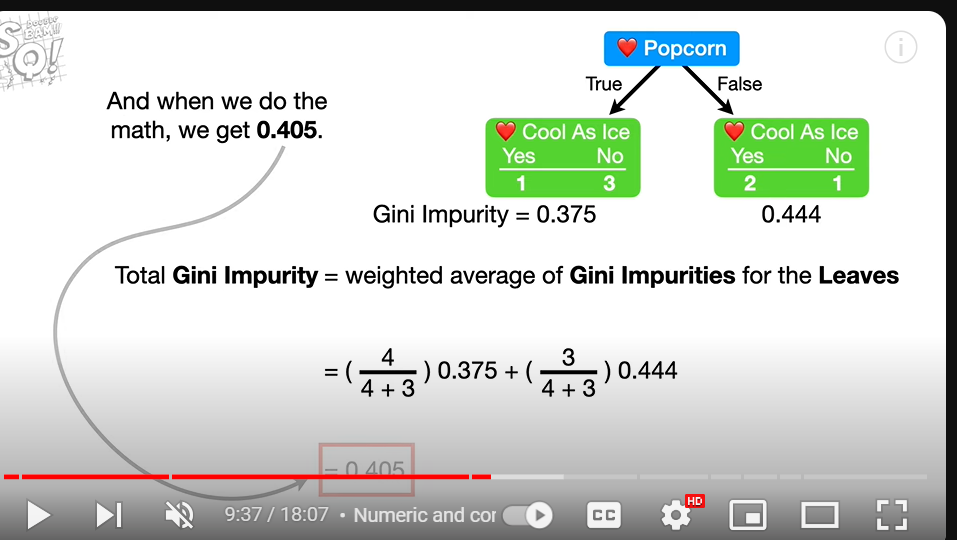 DOUBLE
BAM!!!
SQ!
❤️ Popcorn
True
False
And when we do the
math, we get 0.405.
❤️ Cool As Ice
Yes No
1 3
❤️ Cool As Ice
Yes No
2 1
Gini Impurity = 0.375
0.444
Total Gini Impurity = weighted average of Gini Impurities for the Leaves
= ( 4 / 4 + 3 ) 0.375 + ( 3 / 4 + 3 ) 0.444
= 0.405
9:37 / 18:07 • Numeric and cor
CC
HD